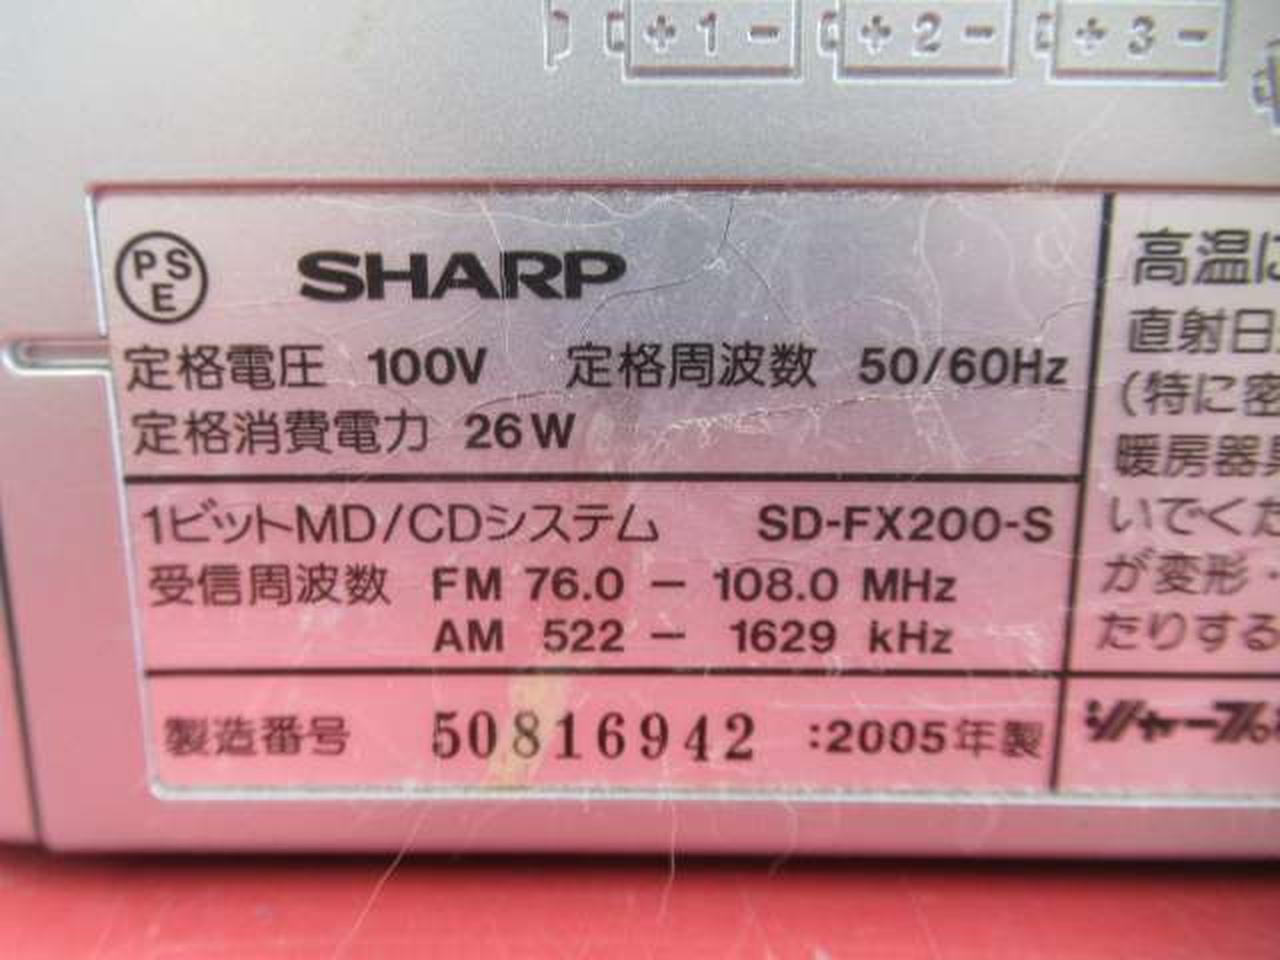 + 1 -
+ 2 -
+ 3 -
PSE
SHARP
定格電圧 100V 定格周波数 50/60Hz
定格消費電力 26W
1ビットMD/CDシステム SD-FX200-S
受信周波数 FM 76.0 - 108.0 MHz
AM 522 - 1629 kHz
製造番号 50816942 :2005年製
高温に
直射日
(特に密
暖房器具
いでくだ
が変形・
たりする
シャープ